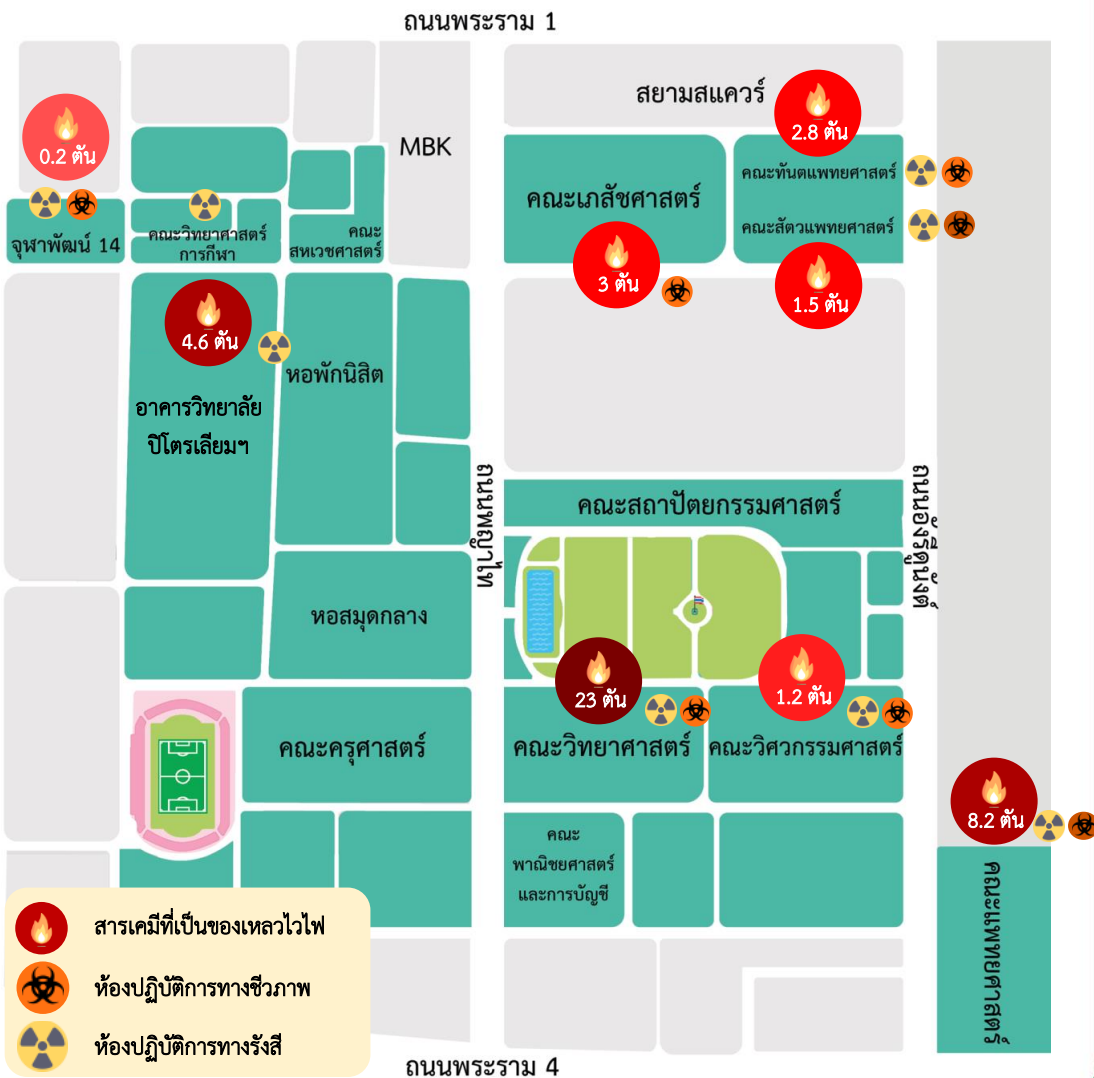 ถนนพระราม 1
สยามสแควร์
2.8 ตัน
0.2 ตัน
MBK
คณะทันตแพทยศาสตร์
คณะเภสัชศาสตร์
คณะสัตวแพทยศาสตร์
จุฬาพัฒน์ 14
คณะวิทยาศาสตร์
การกีฬา
คณะ
สหเวชศาสตร์
3 ตัน
1.5 ตัน
4.6 ตัน
หอพักนิสิต
อาคารวิทยาลัย
ปิโตรเลียมฯ
ถนนพญาไท
คณะสถาปัตยกรรมศาสตร์
ถนนอังรีดูนังต์
หอสมุดกลาง
23 ตัน
1.2 ตัน
คณะครุศาสตร์
คณะวิทยาศาสตร์
คณะวิศวกรรมศาสตร์
8.2 ตัน
คณะ
พาณิชยศาสตร์
และการบัญชี
คณะแพทยศาสตร์
สารเคมีที่เป็นของเหลวไวไฟ
ห้องปฏิบัติการทางชีวภาพ
ห้องปฏิบัติการทางรังสี
ถนนพระราม 4